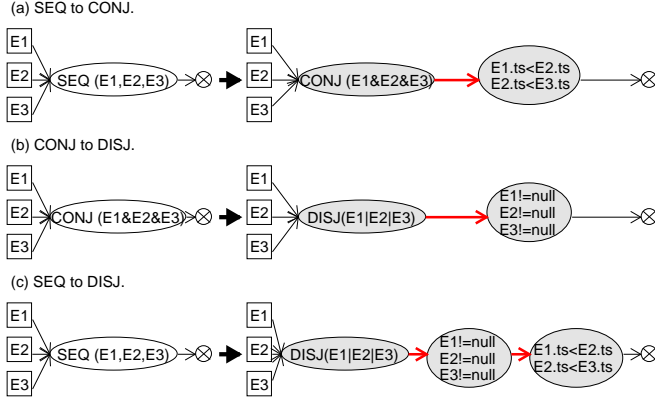 (a) SEQ to CONJ.
E1
E2
E3
SEQ (E1,E2,E3)
E1
E2
E3
CONJ (E1&E2&E3)
E1.ts<E2.ts
E2.ts<E3.ts
(b) CONJ to DISJ.
E1
E2
E3
CONJ (E1&E2&E3)
E1
E2
E3
DISJ(E1|E2|E3)
E1!=null
E2!=null
E3!=null
(c) SEQ to DISJ.
E1
E2
E3
SEQ (E1,E2,E3)
E1
E2
E3
DISJ(E1|E2|E3)
E1!=null
E2!=null
E3!=null
E1.ts<E2.ts
E2.ts<E3.ts